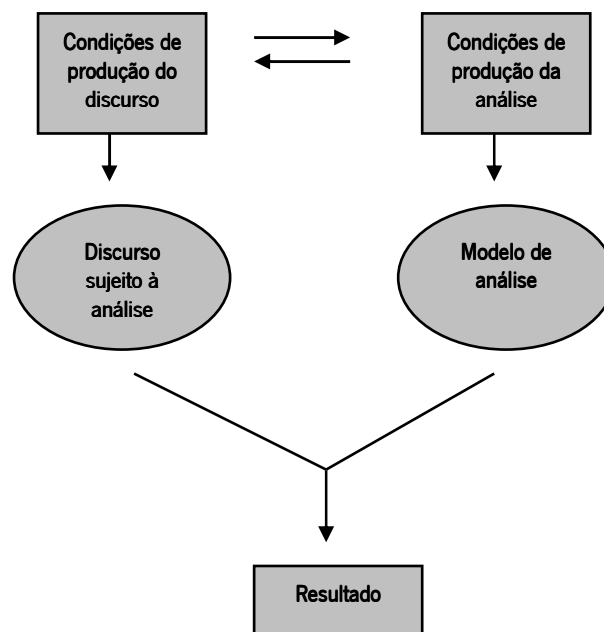 Condições de
produção do
discurso
Condições de
produção da
análise
Discurso
sujeito à
análise
Modelo de
análise
Resultado